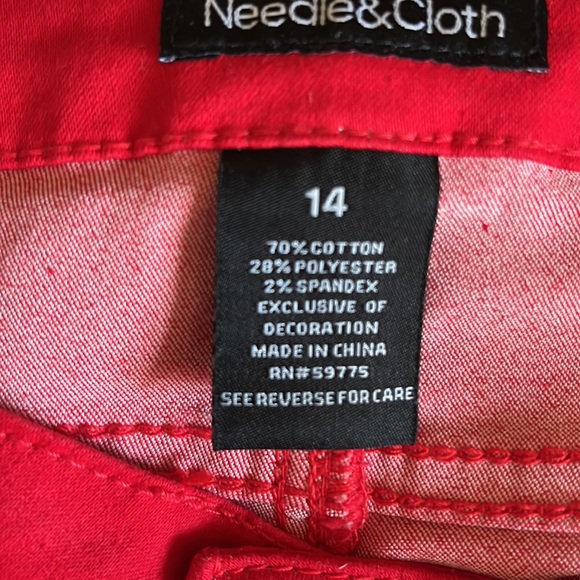 Needle&Cloth
14
70% COTTON
28% POLYESTER
2% SPANDEX
EXCLUSIVE OF
DECORATION
MADE IN CHINA
RN#59775
SEE REVERSE FOR CARE